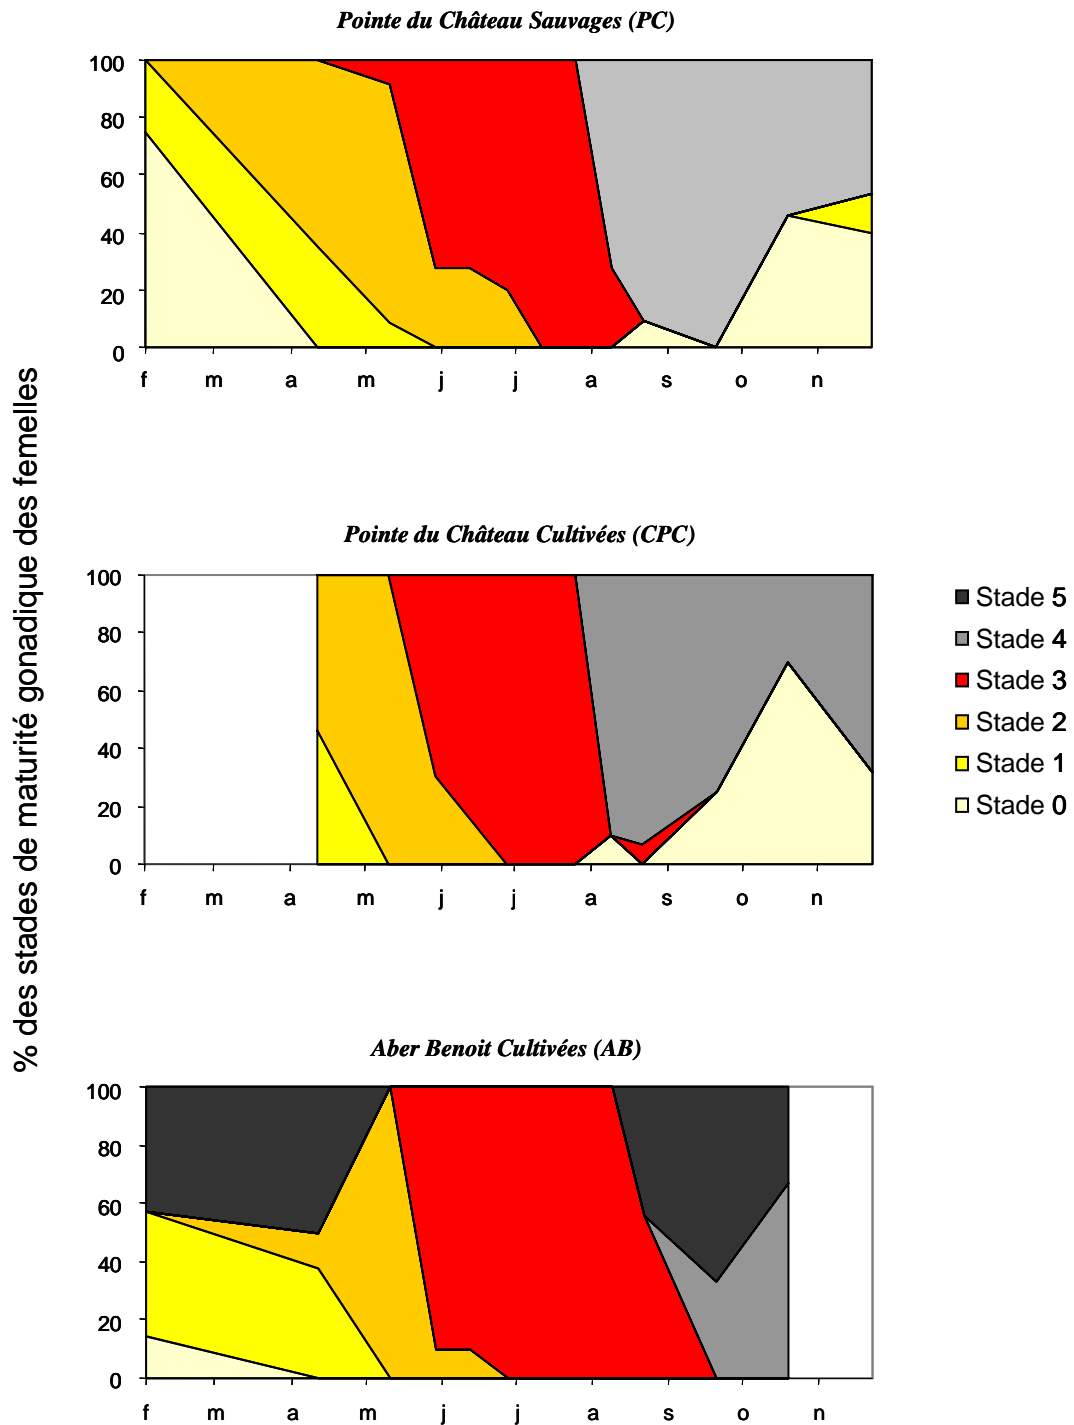 Pointe du Château Sauvages (PC)
100
80
60
40
20
0
f m a m j j a s o n
% des stades de maturité gonadique des femelles
Pointe du Château Cultivées (CPC)
100
80
60
40
20
0
f m a m j j a s o n
Stade 5
Stade 4
Stade 3
Stade 2
Stade 1
Stade 0
Aber Benoit Cultivées (AB)
100
80
60
40
20
0
f m a m j j a s o n